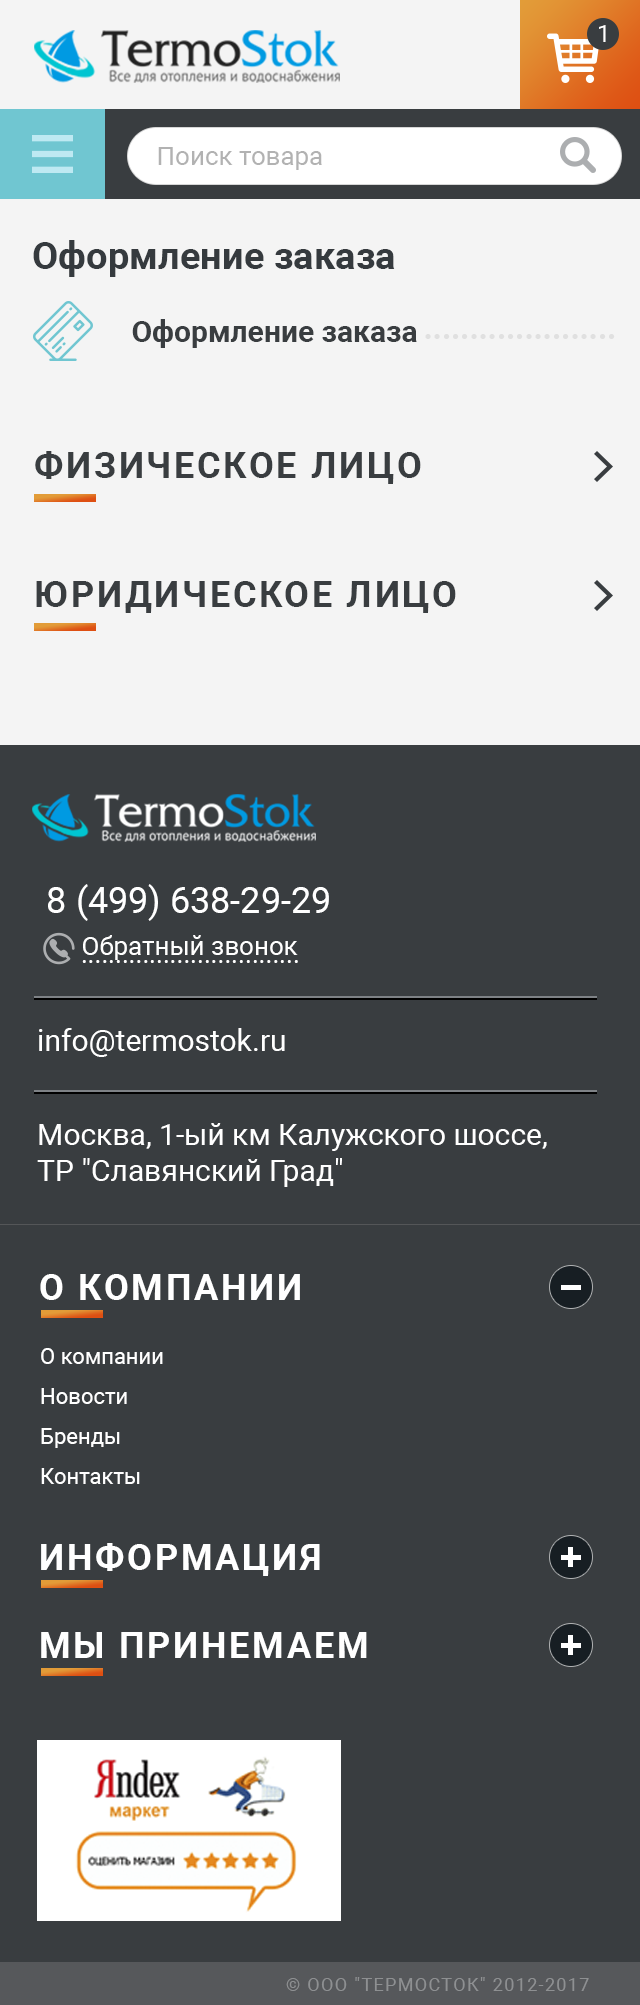 TermoStok
Все для отопления и водоснабжения
1
Поиск товара
Оформление заказа
Оформление заказа
ФИЗИЧЕСКОЕ ЛИЦО
ЮРИДИЧЕСКОЕ ЛИЦО
TermoStok
Все для отопления и водоснабжения
8 (499) 638-29-29
Обратный звонок
info@termostok.ru
Москва, 1-ый км Калужского шоссе,
ТР "Славянский Град"
О КОМПАНИИ
О компании
Новости
Бренды
Контакты
ИНФОРМАЦИЯ
МЫ ПРИНИМАЕМ
Яndex
маркет
ОЦЕНИТЬ МАГАЗИН
© ООО "ТЕРМОСТОК" 2012-2017